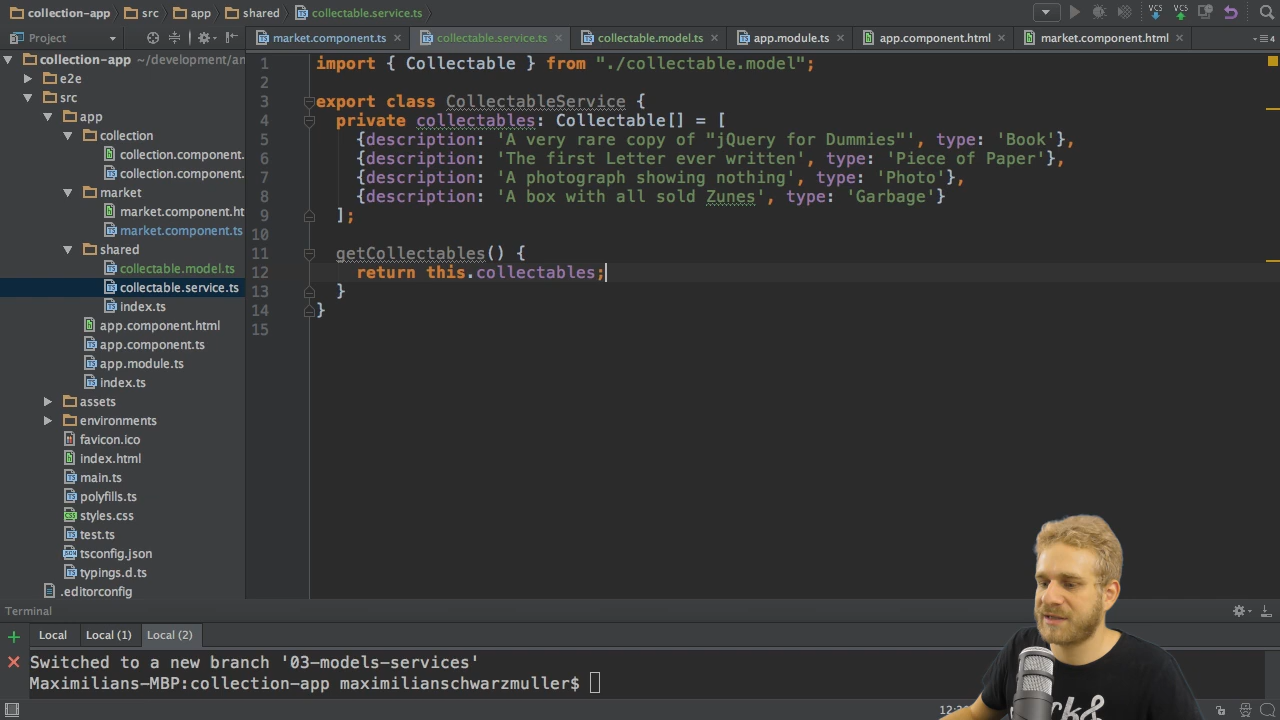 collection-app src app shared collectable.service.ts
Project
market.component.ts collectable.service.ts collectable.model.ts app.module.ts app.component.html market.component.html 4
collection-app ~/development/an
e2e
src
app
collection
collection.component.
collection.component.
market
market.component.ht
market.component.ts
shared
collectable.model.ts
collectable.service.ts
index.ts
app.component.html
app.component.ts
app.module.ts
index.ts
assets
environments
favicon.ico
index.html
main.ts
polyfills.ts
styles.css
test.ts
tsconfig.json
typings.d.ts
.editorconfig
1 import { Collectable } from "./collectable.model";
2
3 export class CollectableService {
4 private collectables: Collectable[] = [
5 {description: 'A very rare copy of "jQuery for Dummies"', type: 'Book'},
6 {description: 'The first Letter ever written', type: 'Piece of Paper'},
7 {description: 'A photograph showing nothing', type: 'Photo'},
8 {description: 'A box with all sold Zunes', type: 'Garbage'}
9 ];
10
11 getCollectables() {
12 return this.collectables;
13 }
14 }
15
Terminal
Local Local (1) Local (2)
Switched to a new branch '03-models-services'
Maximilians-MBP:collection-app maximilianschwarzmuller$